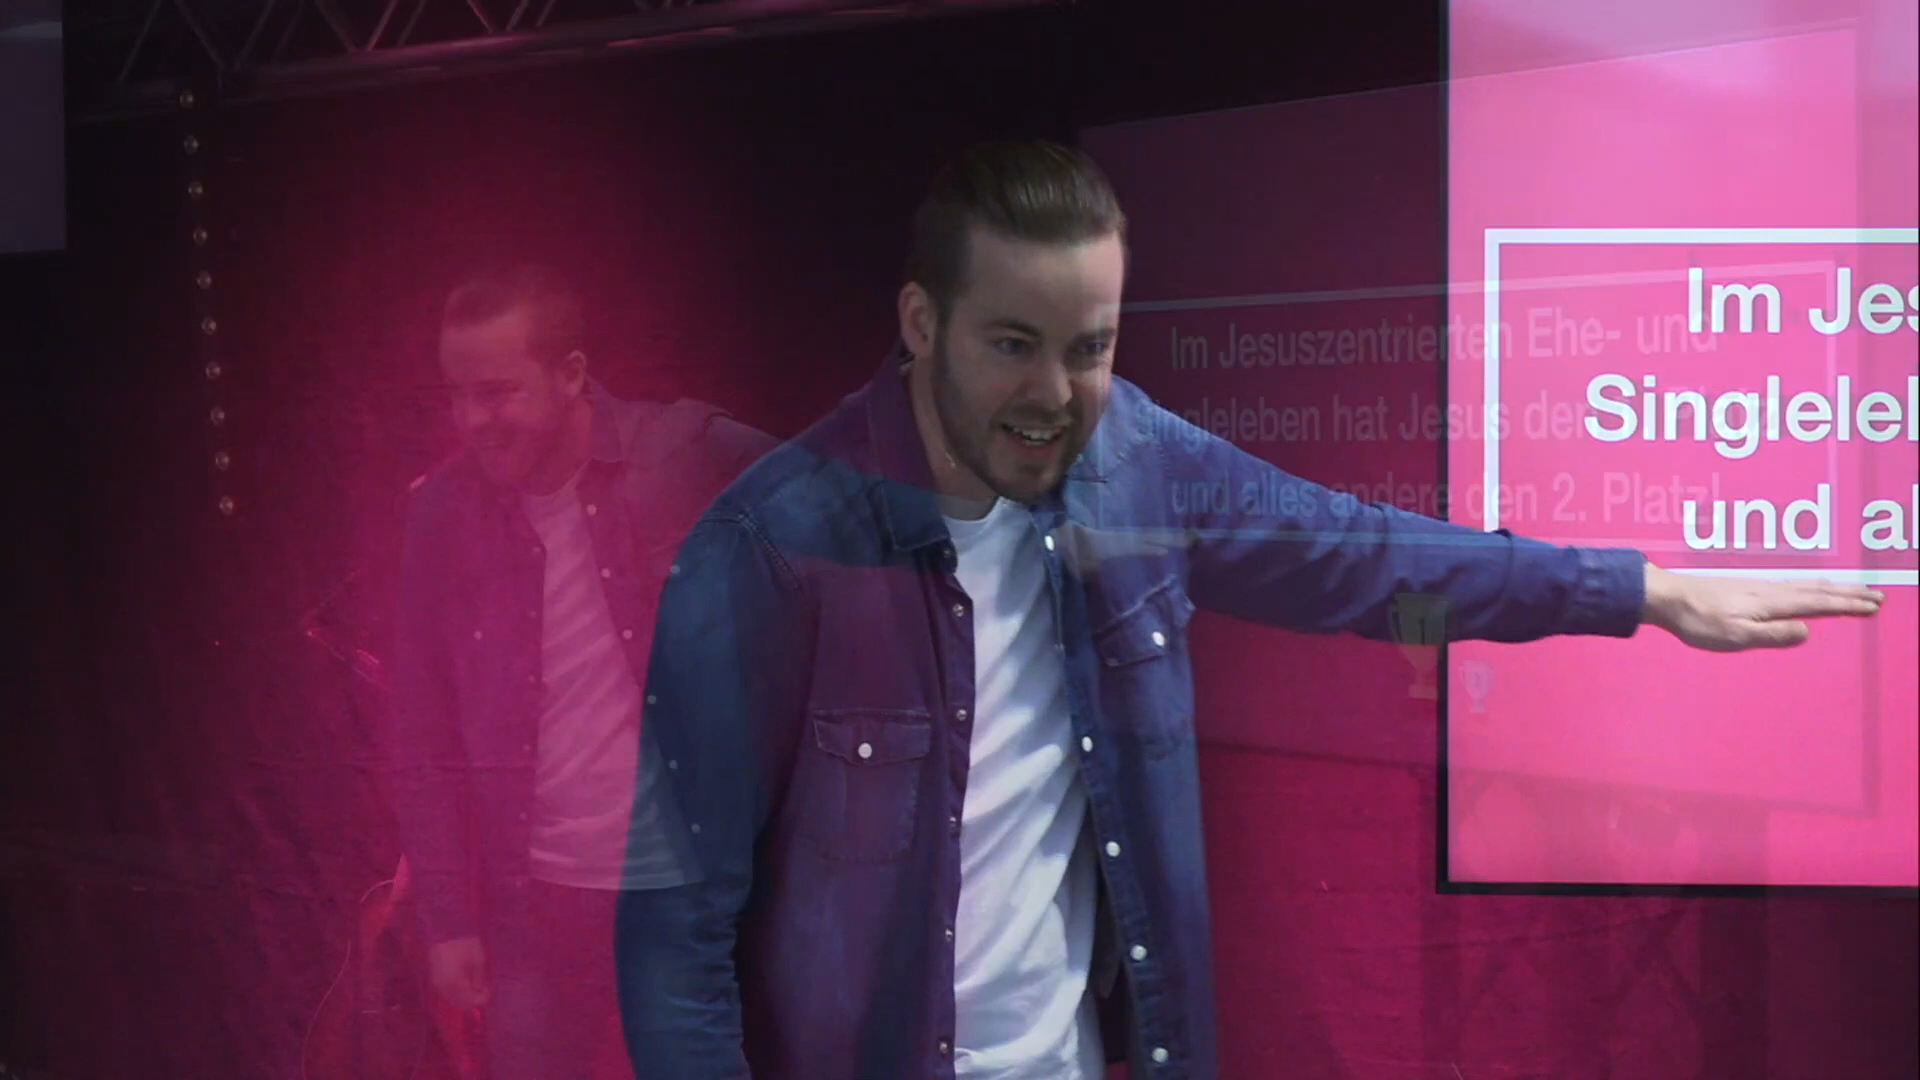 Im Jesuszentrierten Ehe- und
Singleleben hat Jesus den
und alles andere den 2. Platz!
Im Jes
Singlelel
und al